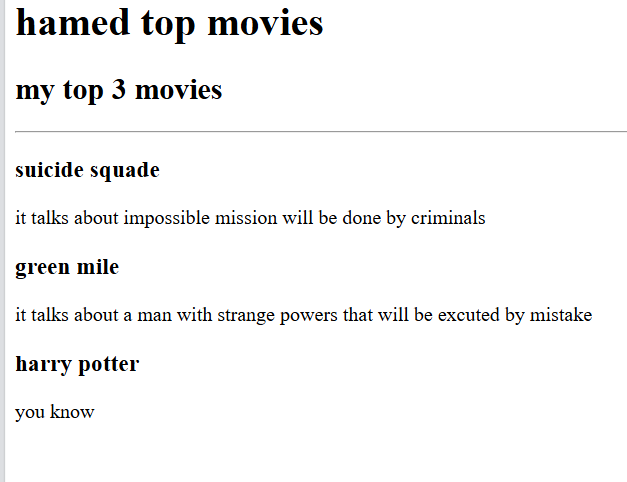 hamed top movies
my top 3 movies
suicide squade
it talks about impossible mission will be done by criminals
green mile
it talks about a man with strange powers that will be excuted by mistake
harry potter
you know